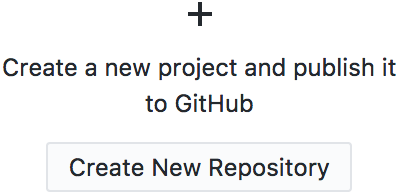 Create a new project and publish it
to GitHub
Create New Repository